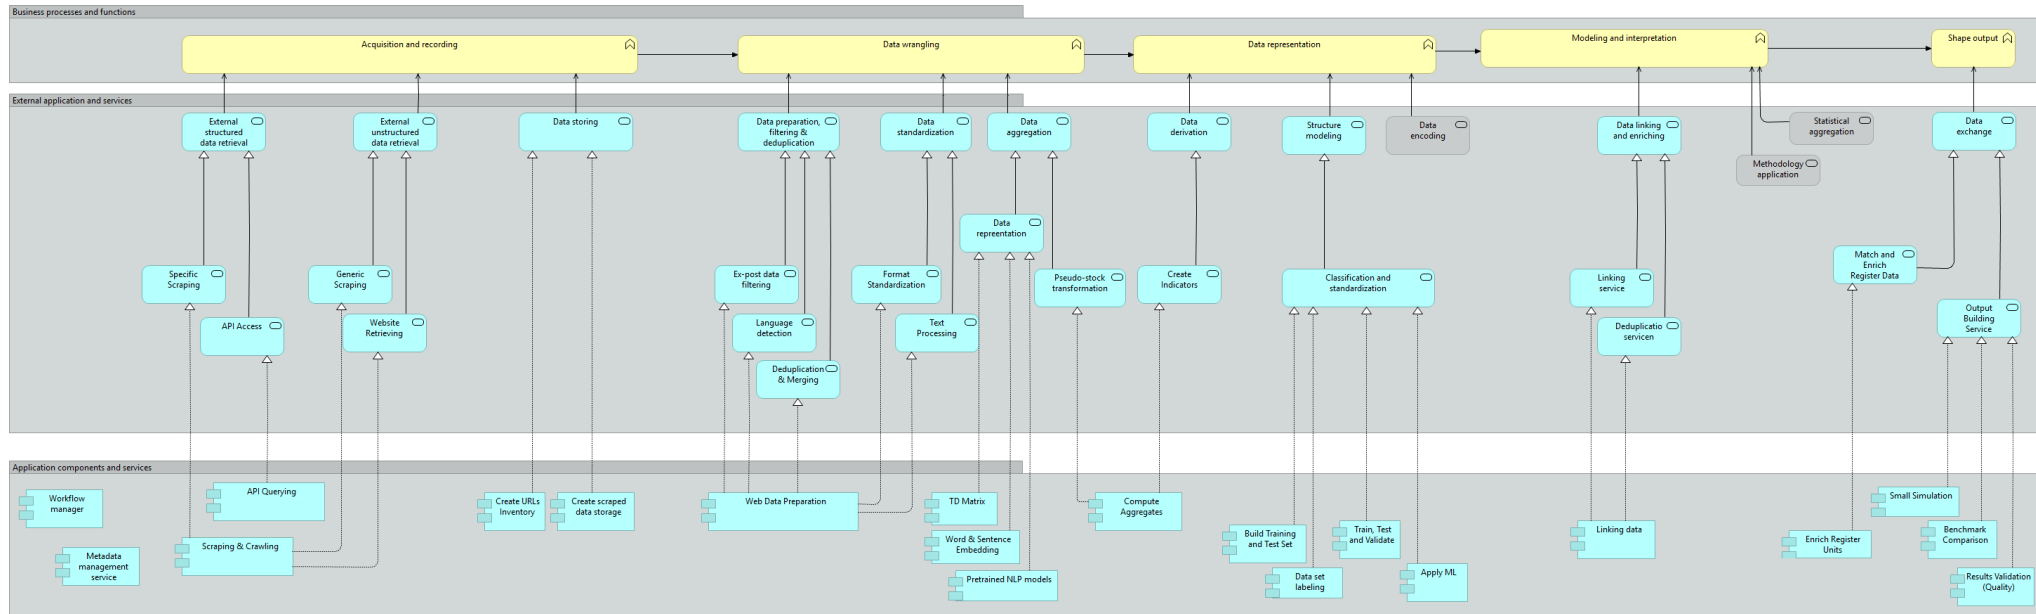 Business processes and functions
Acquisition and recording
Data wrangling
Data representation
Modeling and interpretation
Shape output
External application and services
External
structured
data retrieval
External
unstructured
data retrieval
Data storing
Data preparation,
filtering &
deduplication
Data
standardization
Data
aggregation
Data
derivation
Structure
modeling
Data
encoding
Data linking
and enriching
Statistical
aggregation
Methodology
application
Data
exchange
Data
repreentation
Specific
Scraping
API Access
Generic
Scraping
Website
Retrieving
Ex-post data
filtering
Language
detection
Deduplication
& Merging
Format
Standardization
Text
Processing
Pseudo-stock
transformation
Create
Indicators
Classification and
standardization
Linking
service
Deduplicatio
servicen
Match and
Enrich
Register Data
Output
Building
Service
Application components and services
Workflow
manager
Metadata
management
service
API Querying
Scraping & Crawling
Create URLs
Inventory
Create scraped
data storage
Web Data Preparation
TD Matrix
Word & Sentence
Embedding
Pretrained NLP models
Compute
Aggregates
Build Training
and Test Set
Data set
labeling
Train, Test
and Validate
Apply ML
Linking data
Enrich Register
Units
Small Simulation
Benchmark
Comparison
Results Validation
(Quality)